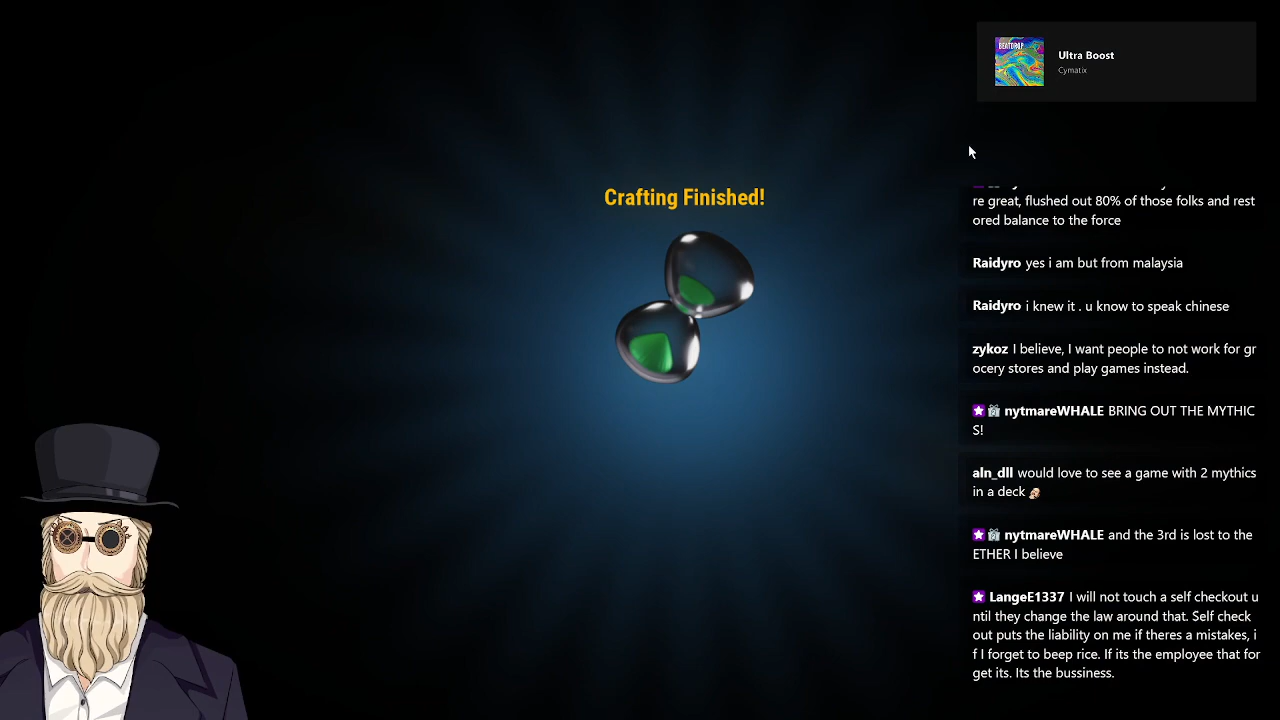 BEATDROP
Ultra Boost
Cymatix
Crafting Finished!
re great, flushed out 80% of those folks and rest
ored balance to the force
Raidyro yes i am but from malaysia
Raidyro i knew it . u know to speak chinese
zykoz I believe, I want people to not work for gr
ocery stores and play games instead.
nytmareWHALE BRING OUT THE MYTHIC
S!
aln_dll would love to see a game with 2 mythics
in a deck
nytmareWHALE and the 3rd is lost to the
ETHER I believe
LangeE1337 I will not touch a self checkout u
ntil they change the law around that. Self check
out puts the liability on me if theres a mistakes, i
f I forget to beep rice. If its the employee that for
get its. Its the bussiness.